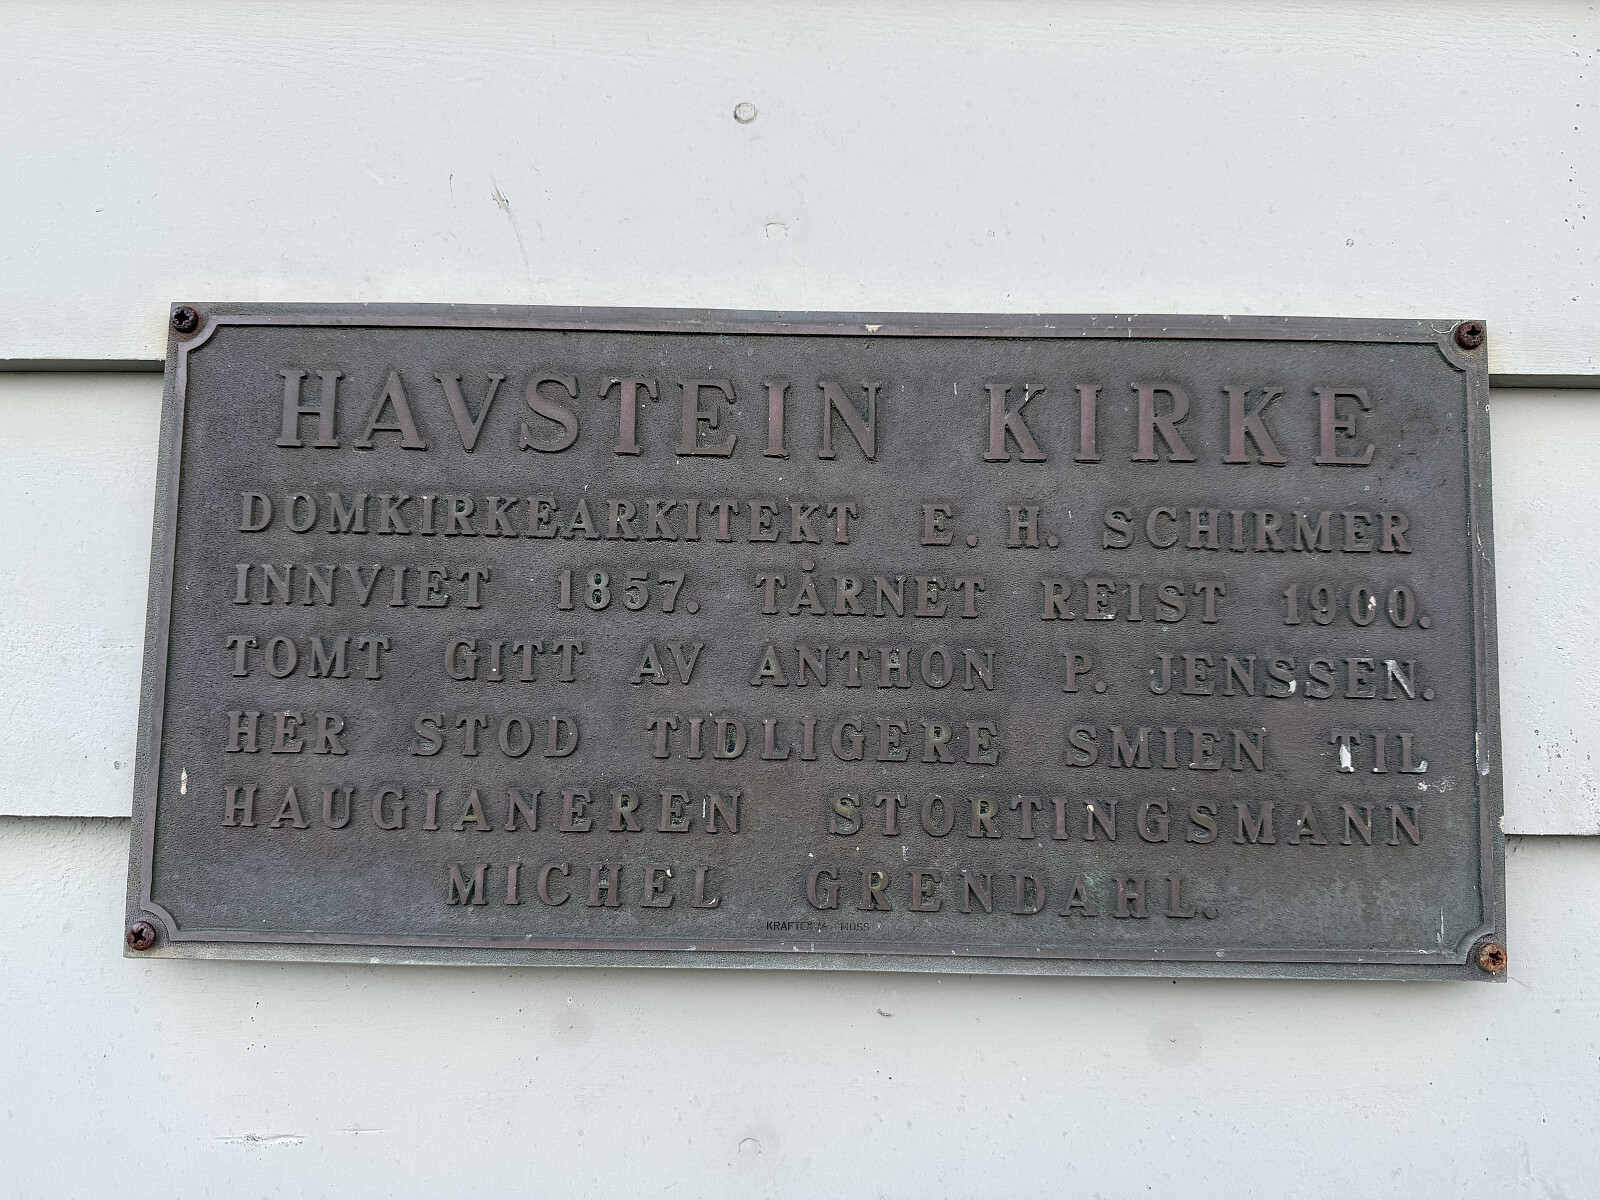 HAVSTEIN KIRKE
DOMKIRKEARKITEKT E. H. SCHIRMER
INNVIET 1857. TÅRNET REIST 1900.
TOMT GITT AV ANTHON P. JENSSEN.
HER STOD TIDLIGERE SMIEN TIL
HAUGIANEREN STORTINGSMANN
MICHEL GRENDAHL.
MOSS